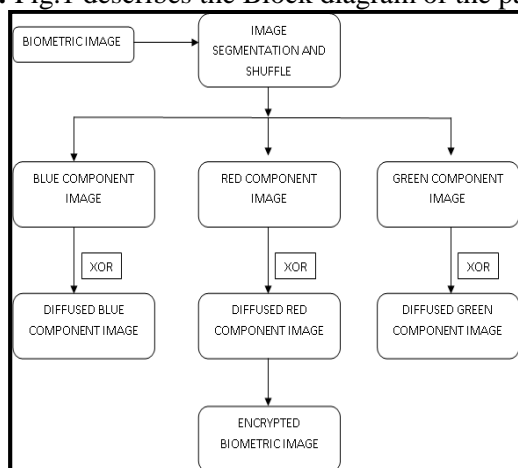 Fig.1 describes the Block diagram of the pa
BIOMETRIC IMAGE
IMAGE
SEGMENTATION AND
SHUFFLE
BLUE COMPONENT
IMAGE
RED COMPONENT
IMAGE
GREEN COMPONENT
IMAGE
XOR
XOR
XOR
DIFFUSED BLUE
COMPONENT IMAGE
DIFFUSED RED
COMPONENT IMAGE
DIFFUSED GREEN
COMPONENT IMAGE
ENCRYPTED
BIOMETRIC IMAGE